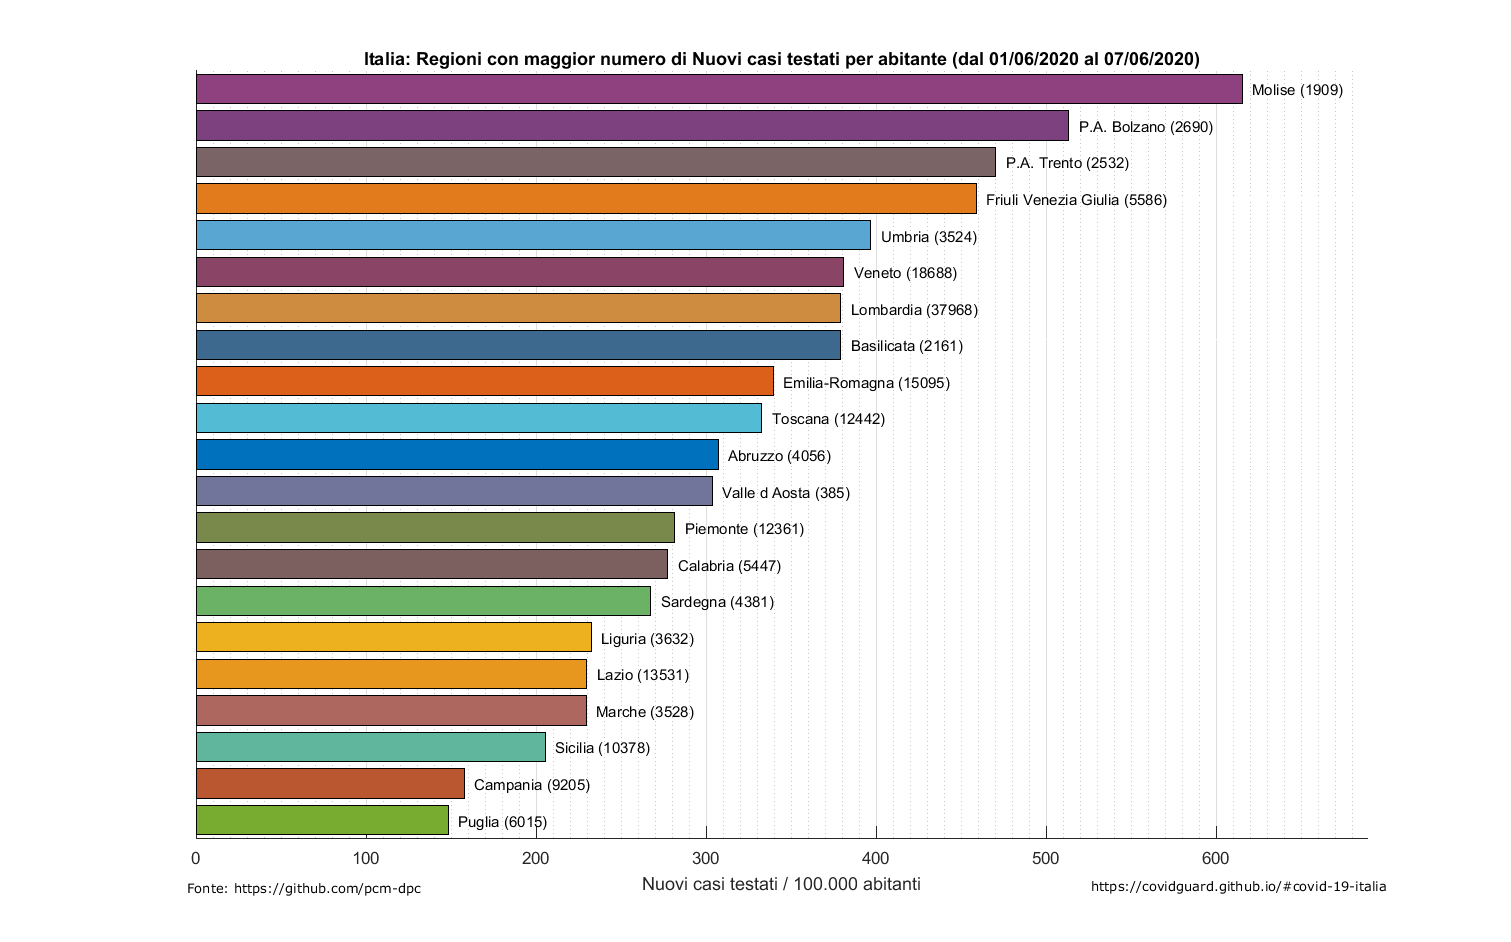 Italia: Regioni con maggior numero di Nuovi casi testati per abitante (dal 01/06/2020 al 07/06/2020)
Molise (1909)
P.A. Bolzano (2690)
P.A. Trento (2532)
Friuli Venezia Giulia (5586)
Umbria (3524)
Veneto (18688)
Lombardia (37968)
Basilicata (2161)
Emilia-Romagna (15095)
Toscana (12442)
Abruzzo (4056)
Valle d Aosta (385)
Piemonte (12361)
Calabria (5447)
Sardegna (4381)
Liguria (3632)
Lazio (13531)
Marche (3528)
Sicilia (10378)
Campania (9205)
Puglia (6015)
0 100 200 300 400 500 600
Nuovi casi testati / 100.000 abitanti
Fonte: https://github.com/pcm-dpc
https://covidguard.github.io/#covid-19-italia